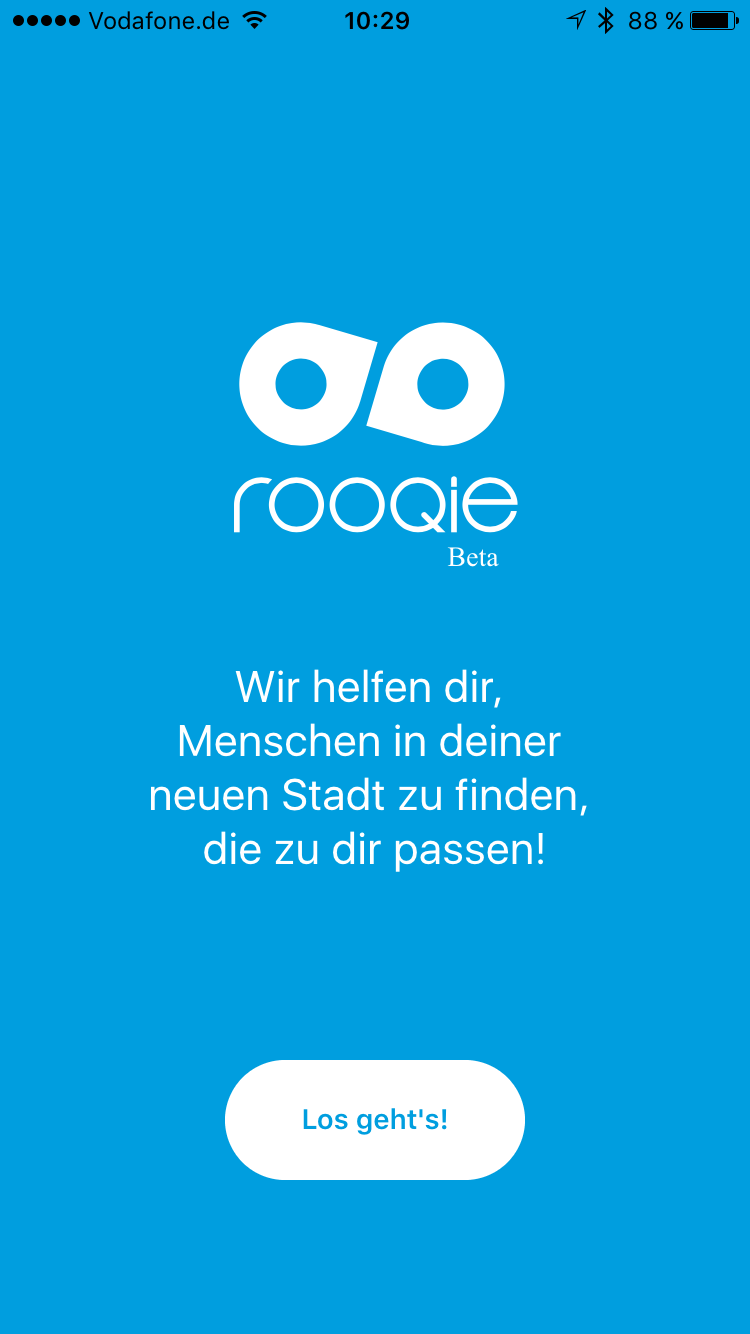 Vodafone.de 10:29 88 %
rooqie
Beta
Wir helfen dir,
Menschen in deiner
neuen Stadt zu finden,
die zu dir passen!
Los geht's!